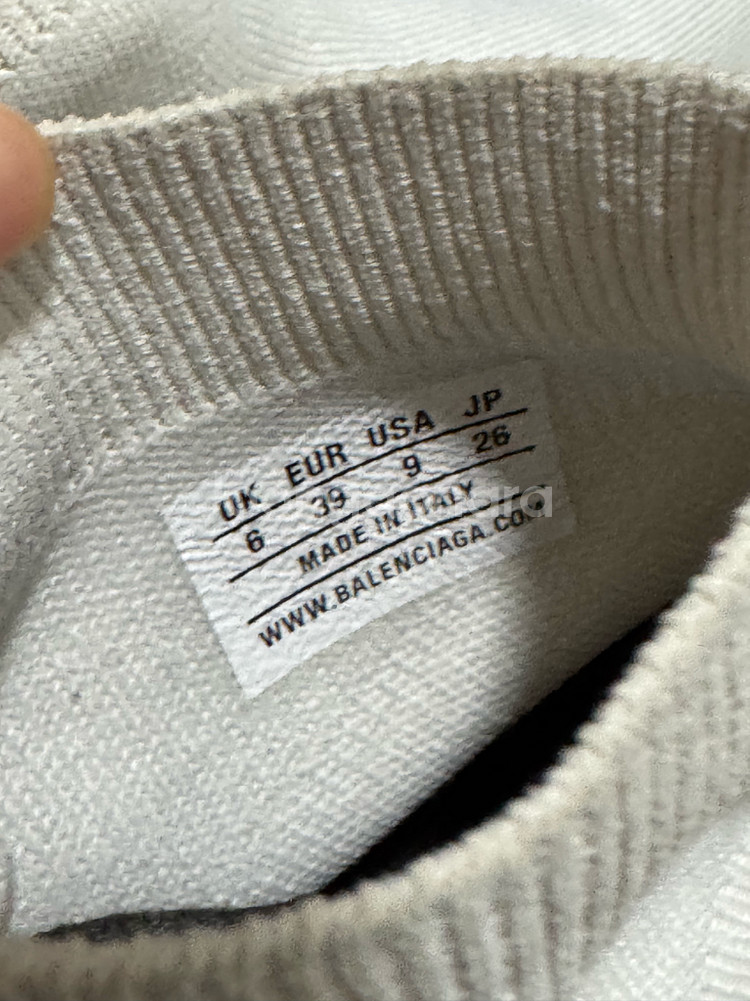 UK EUR USA JP
6 39 9 26
MADE IN ITALY
WWW.BALENCIAGA.COM